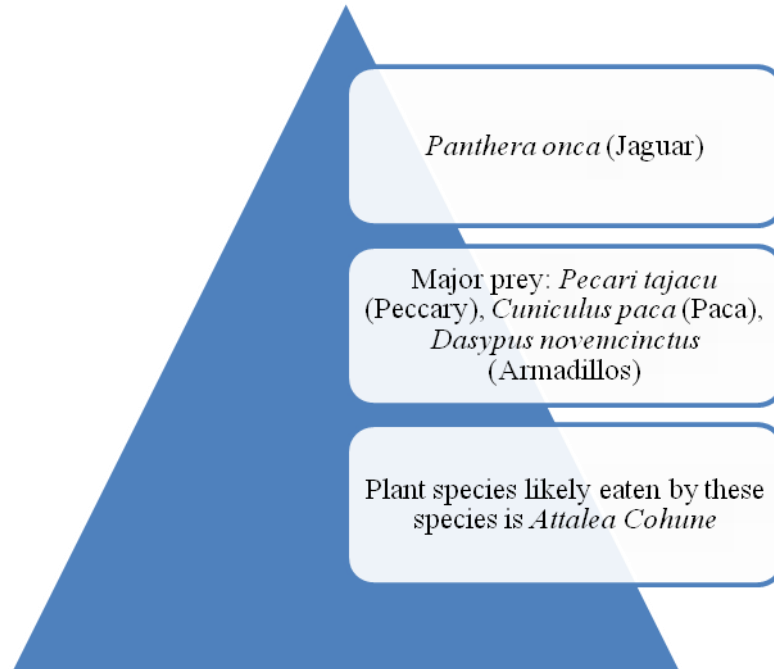 Panthera onca (Jaguar)
Major prey: Pecari tajacu
(Peccary), Cuniculus paca (Paca),
Dasypus novemcinctus
(Armadillos)
Plant species likely eaten by these
species is Attalea Cohune